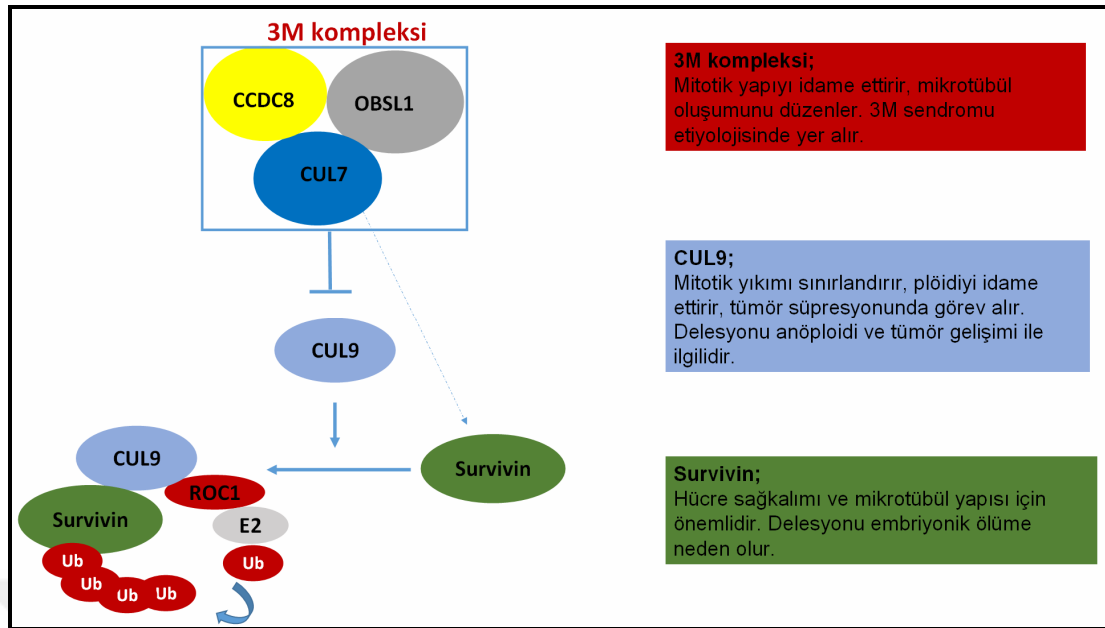 3M kompleksi
CCDC8
OBSL1
CUL7
CUL9
CUL9
ROC1
Survivin
E2
Survivin
Ub
Ub
Ub
Ub
Ub
3M kompleksi;
Mitotik yapıyı idame ettirir, mikrotübül
oluşumunu düzenler. 3M sendromu
etiyolojisinde yer alır.
CUL9;
Mitotik yıkımı sınırlandırır, plöidiyi idame
ettirir, tümör süpresyonunda görev alır.
Delesyonu anöploidi ve tümör gelişimi ile
ilgilidir.
Survivin;
Hücre sağkalımı ve mikrotübül yapısı için
önemlidir. Delesyonu embriyonik ölüme
neden olur.